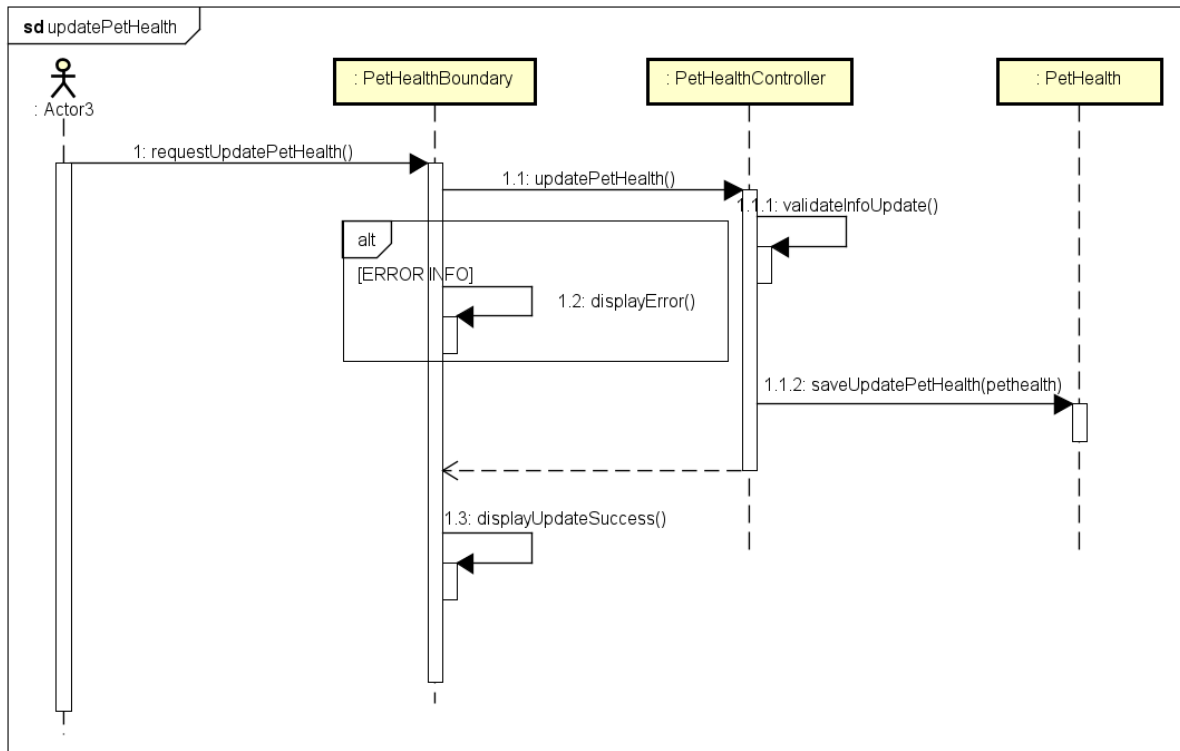 sd updatePetHealth
: Actor3
: PetHealthBoundary
: PetHealthController
: PetHealth
1: requestUpdatePetHealth()
1.1: updatePetHealth()
1.1.1: validateInfoUpdate()
alt
[ERROR INFO]
1.2: displayError()
1.1.2: saveUpdatePetHealth(pethealth)
1.3: displayUpdateSuccess()